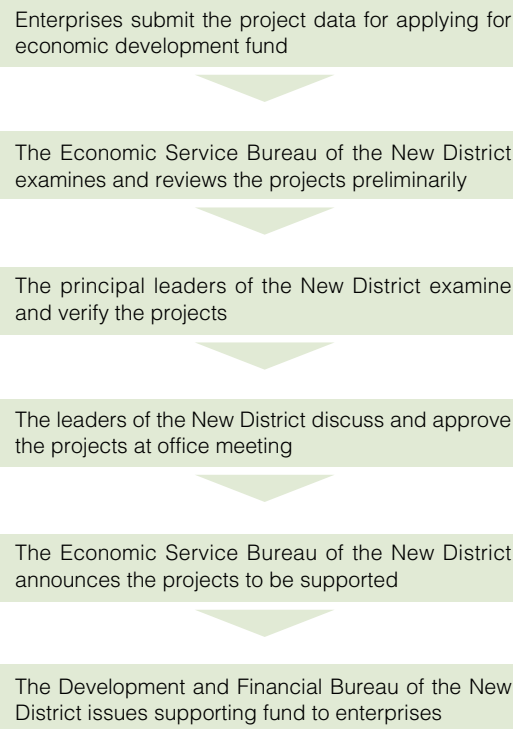 Enterprises submit the project data for applying for
economic development fund
The Economic Service Bureau of the New District
examines and reviews the projects preliminarily
The principal leaders of the New District examine
and verify the projects
The leaders of the New District discuss and approve
the projects at office meeting
The Economic Service Bureau of the New District
announces the projects to be supported
The Development and Financial Bureau of the New
District issues supporting fund to enterprises